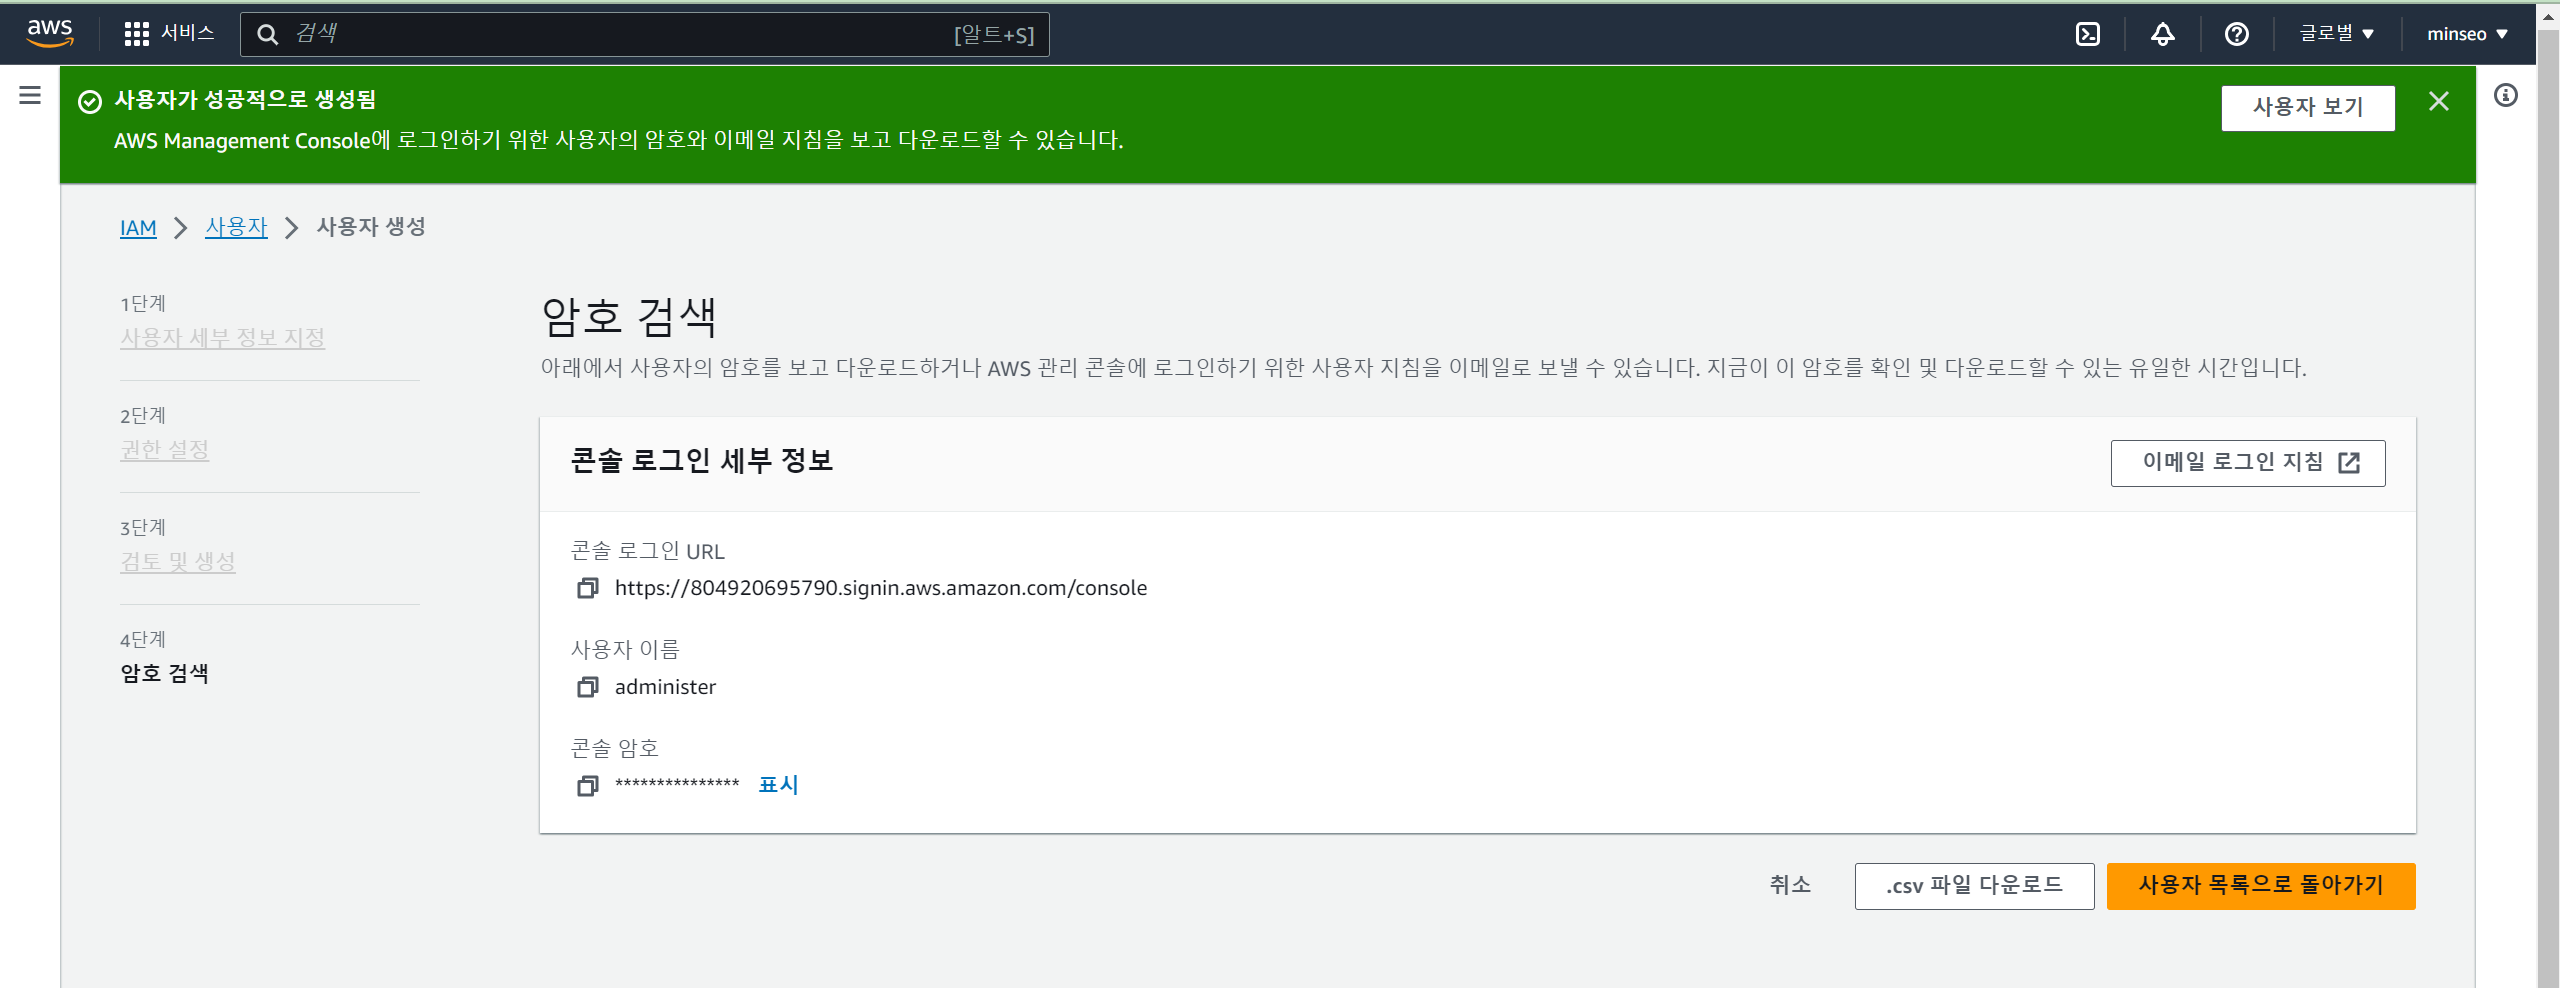 aws
서비스
검색
[알트+S]
글로벌 ▼
minseo ▼
사용자가 성공적으로 생성됨
AWS Management Console에 로그인하기 위한 사용자의 암호와 이메일 지침을 보고 다운로드할 수 있습니다.
사용자 보기
IAM > 사용자 > 사용자 생성
1단계
사용자 세부 정보 지정
2단계
권한 설정
3단계
검토 및 생성
4단계
암호 검색
암호 검색
아래에서 사용자의 암호를 보고 다운로드하거나 AWS 관리 콘솔에 로그인하기 위한 사용자 지침을 이메일로 보낼 수 있습니다. 지금이 이 암호를 확인 및 다운로드할 수 있는 유일한 시간입니다.
콘솔 로그인 세부 정보
이메일 로그인 지침
콘솔 로그인 URL
https://804920695790.signin.aws.amazon.com/console
사용자 이름
administer
콘솔 암호
*************** 표시
취소
.csv 파일 다운로드
사용자 목록으로 돌아가기